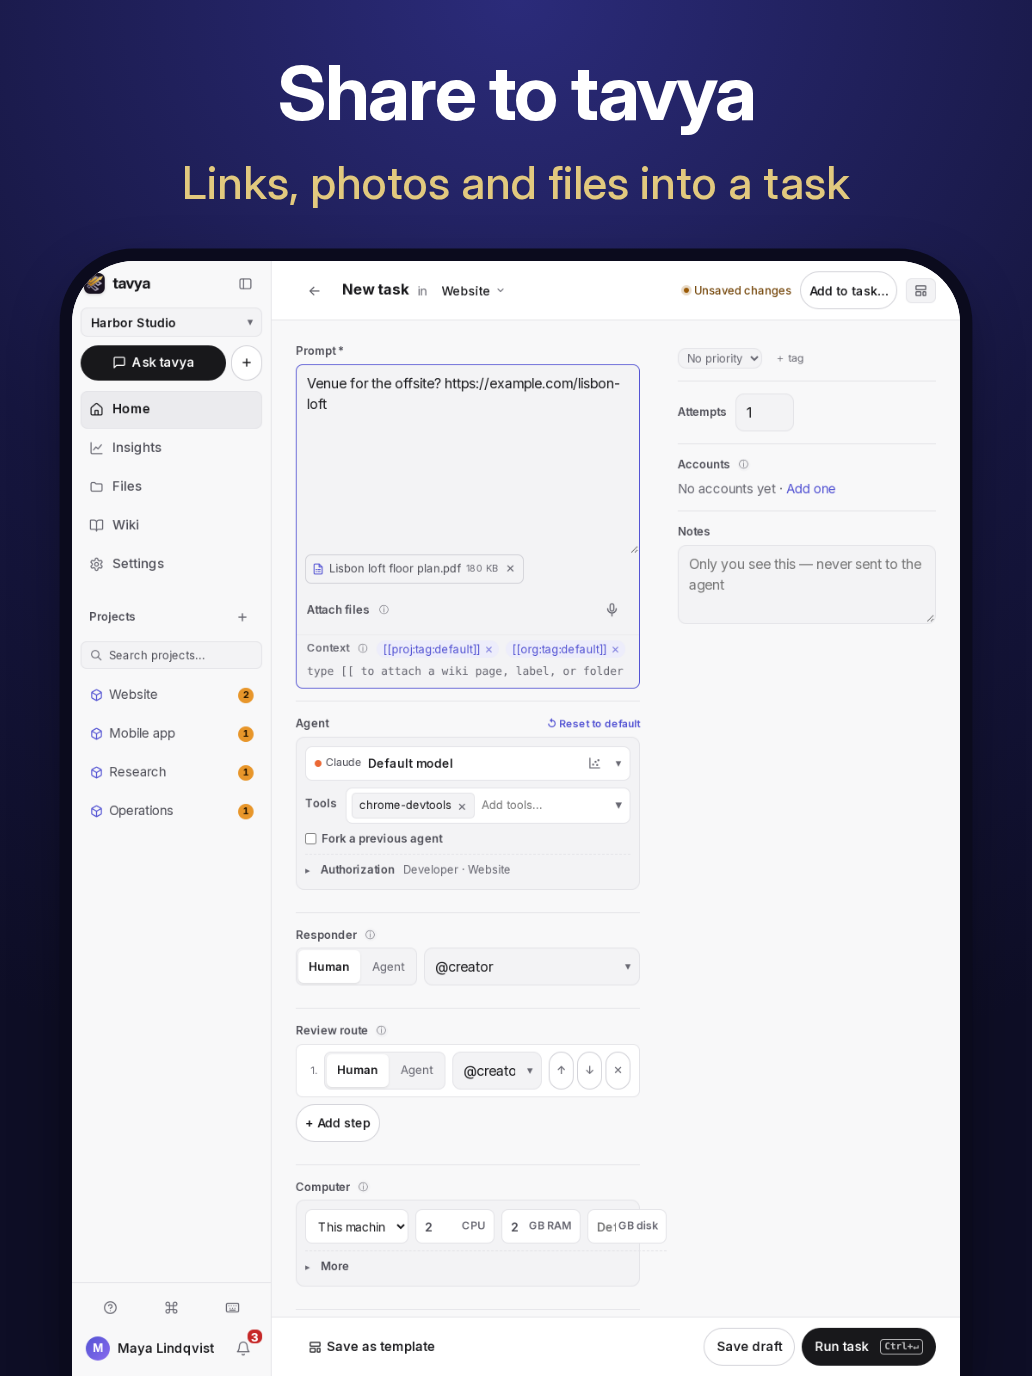 Share to tavya
Links, photos and files into a task
tavya
Harbor Studio
Ask tavya
+
Home
Insights
Files
Wiki
Settings
Projects
+
Search projects...
Website 2
Mobile app 1
Research 1
Operations 1
M Maya Lindqvist 3
New task in Website
Unsaved changes
Add to task...
Prompt *
Venue for the offsite? https://example.com/lisbon-
loft
Lisbon loft floor plan.pdf 180 KB ×
Attach files
Context [[proj:tag:default]] × [[org:tag:default]] ×
type [[ to attach a wiki page, label, or folder
Agent Reset to default
Claude Default model
Tools chrome-devtools × Add tools...
Fork a previous agent
Authorization Developer · Website
Responder
Human Agent @creator
Review route
1. Human Agent @creato ↑ ↓ ×
+ Add step
Computer
This machin 2 CPU 2 GB RAM Def GB disk
More
No priority + tag
Attempts 1
Accounts
No accounts yet · Add one
Notes
Only you see this — never sent to the
agent
Save as template
Save draft
Run task Ctrl+↵